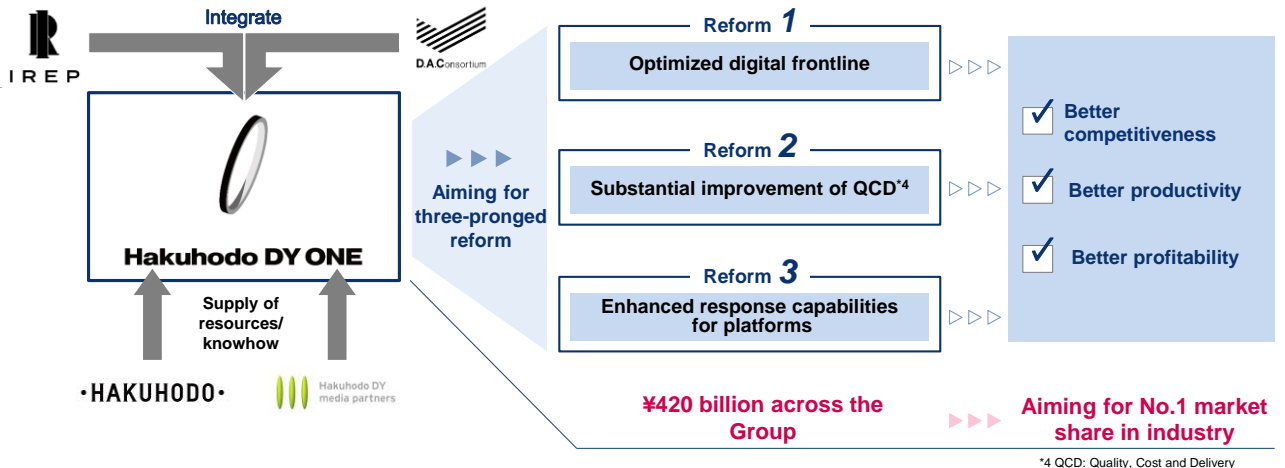 IREP
Integrate
D.A.Consortium
Hakuhodo DY ONE
Supply of
resources/
knowhow
·HAKUHODO·
Hakuhodo DY
media partners
Aiming for
three-pronged
reform
Reform 1
Optimized digital frontline
Reform 2
Substantial improvement of QCD*4
Reform 3
Enhanced response capabilities
for platforms
Better
competitiveness
Better productivity
Better profitability
¥420 billion across the
Group
Aiming for No.1 market
share in industry
*4 QCD: Quality, Cost and Delivery